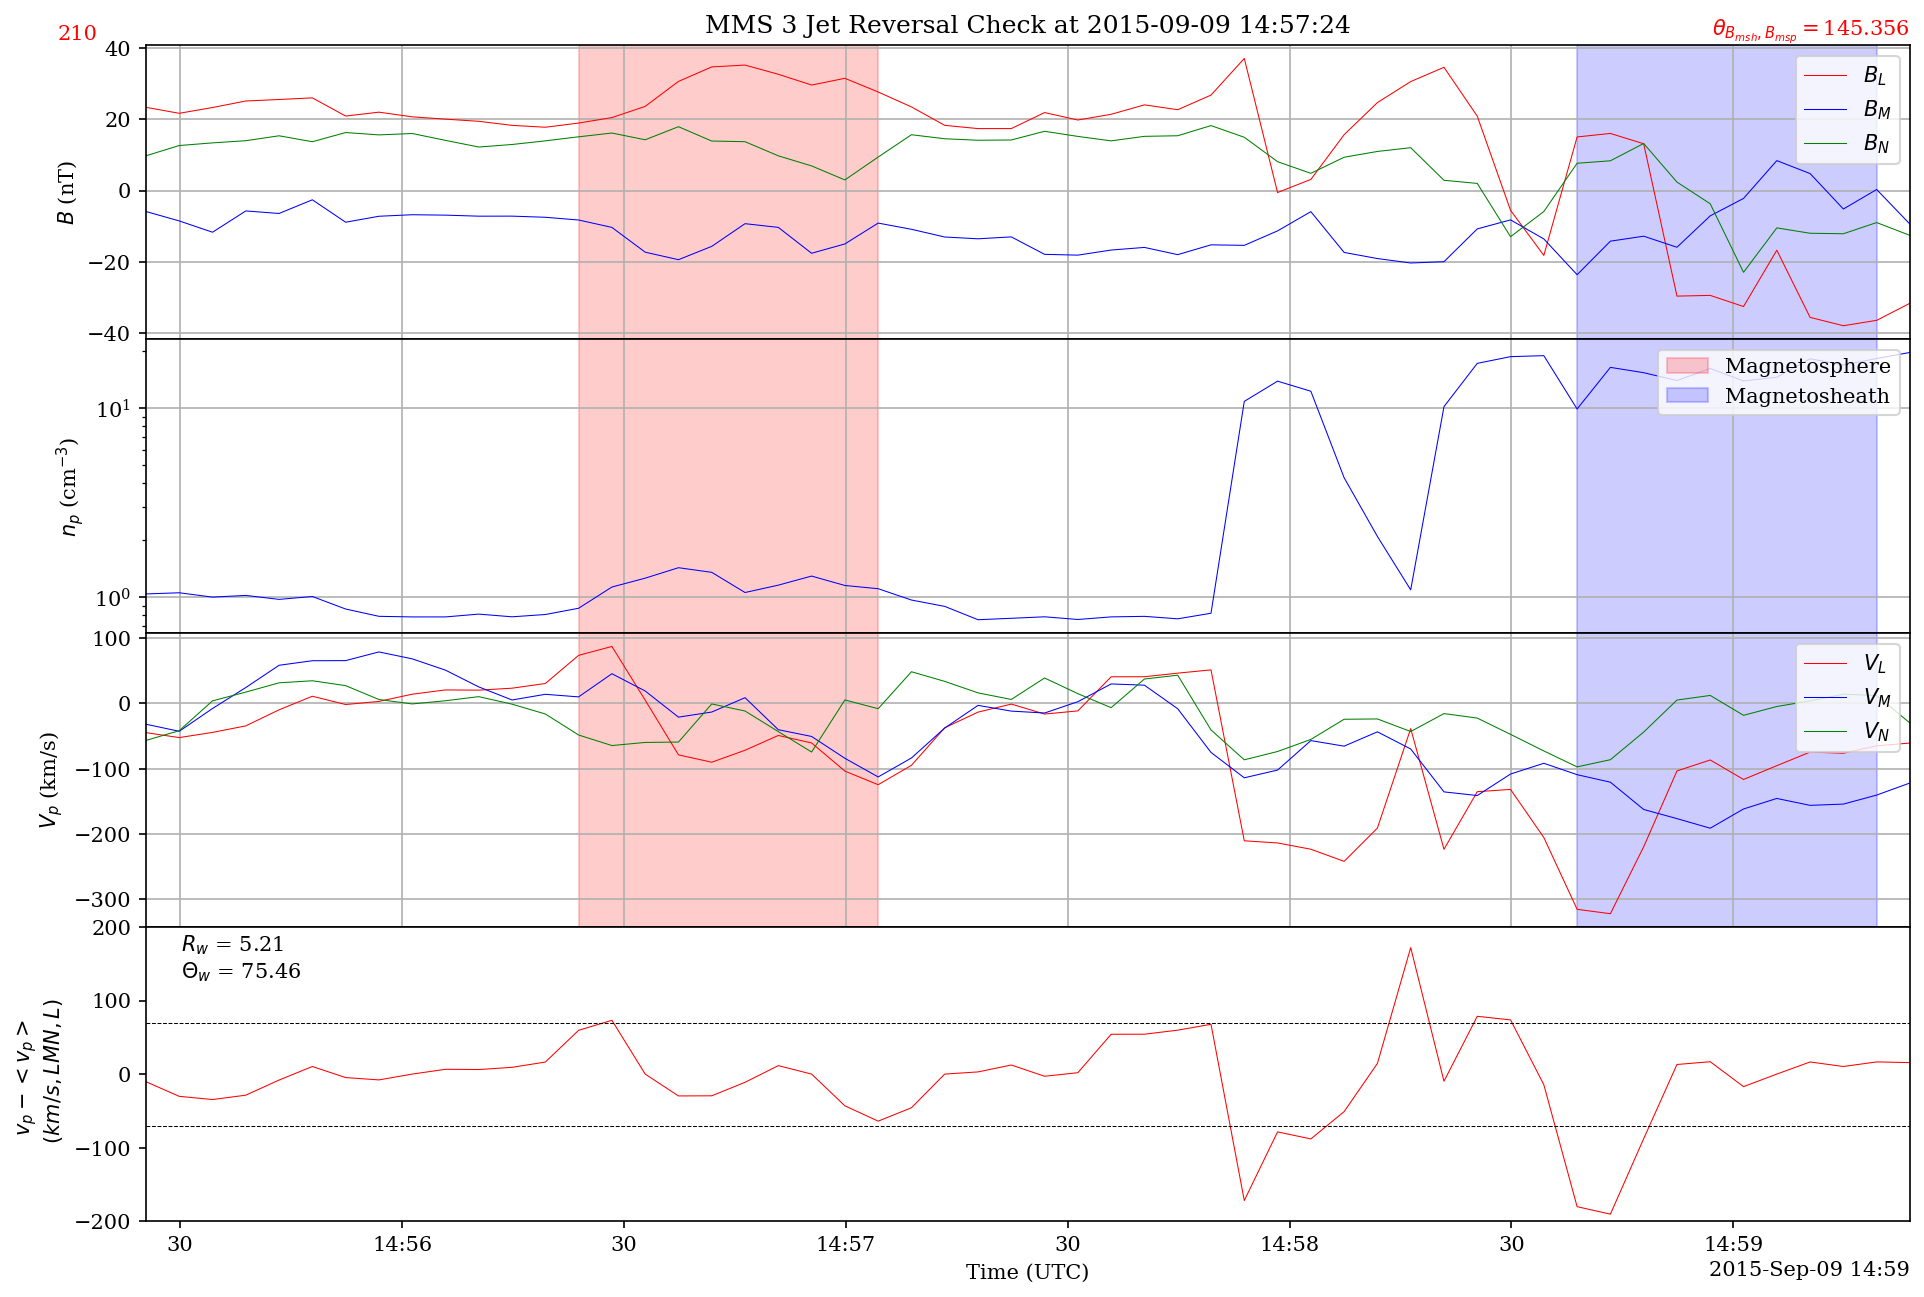 MMS 3 Jet Reversal Check at 2015-09-09 14:57:24
210
θ_{B_{msh}, B_{msp}} = 145.356
40
20
0
−20
−40
B (nT)
B_L
B_M
B_N
10^1
10^0
n_p (cm^{−3})
Magnetosphere
Magnetosheath
100
0
−100
−200
−300
V_p (km/s)
V_L
V_M
V_N
200
100
0
−100
−200
v_p − < v_p >
(km/s, LMN, L)
R_w = 5.21
Θ_w = 75.46
30
14:56
30
14:57
30
14:58
30
14:59
Time (UTC)
2015-Sep-09 14:59